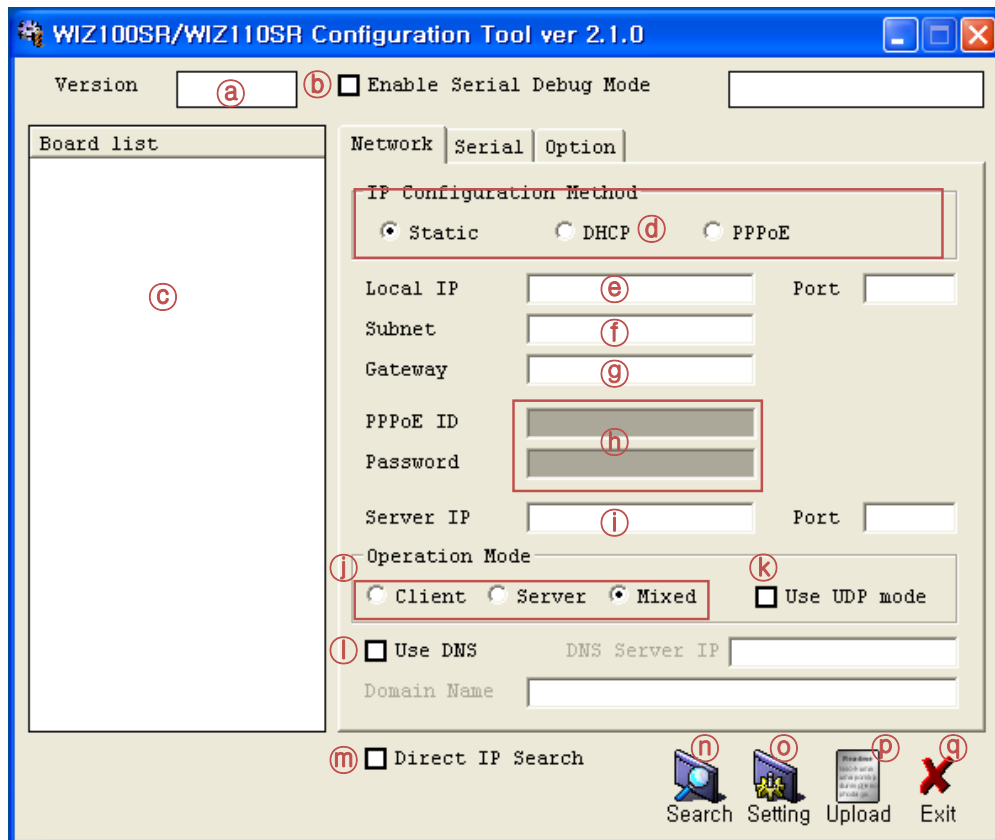 WIZ100SR/WIZ110SR Configuration Tool ver 2.1.0
Version ⓐ ⓑ Enable Serial Debug Mode
Board list
Network Serial Option
IP Configuration Method
Static DHCP ⓓ PPPoE
ⓒ
Local IP ⓔ Port
Subnet ⓕ
Gateway ⓖ
PPPoE ID
ⓗ
Password
Server IP ⓘ Port
Operation Mode
ⓙ ⓚ
Client Server Mixed Use UDP mode
ⓛ Use DNS DNS Server IP
Domain Name
ⓜ Direct IP Search
ⓝ ⓞ ⓟ ⓠ
Search Setting Upload Exit